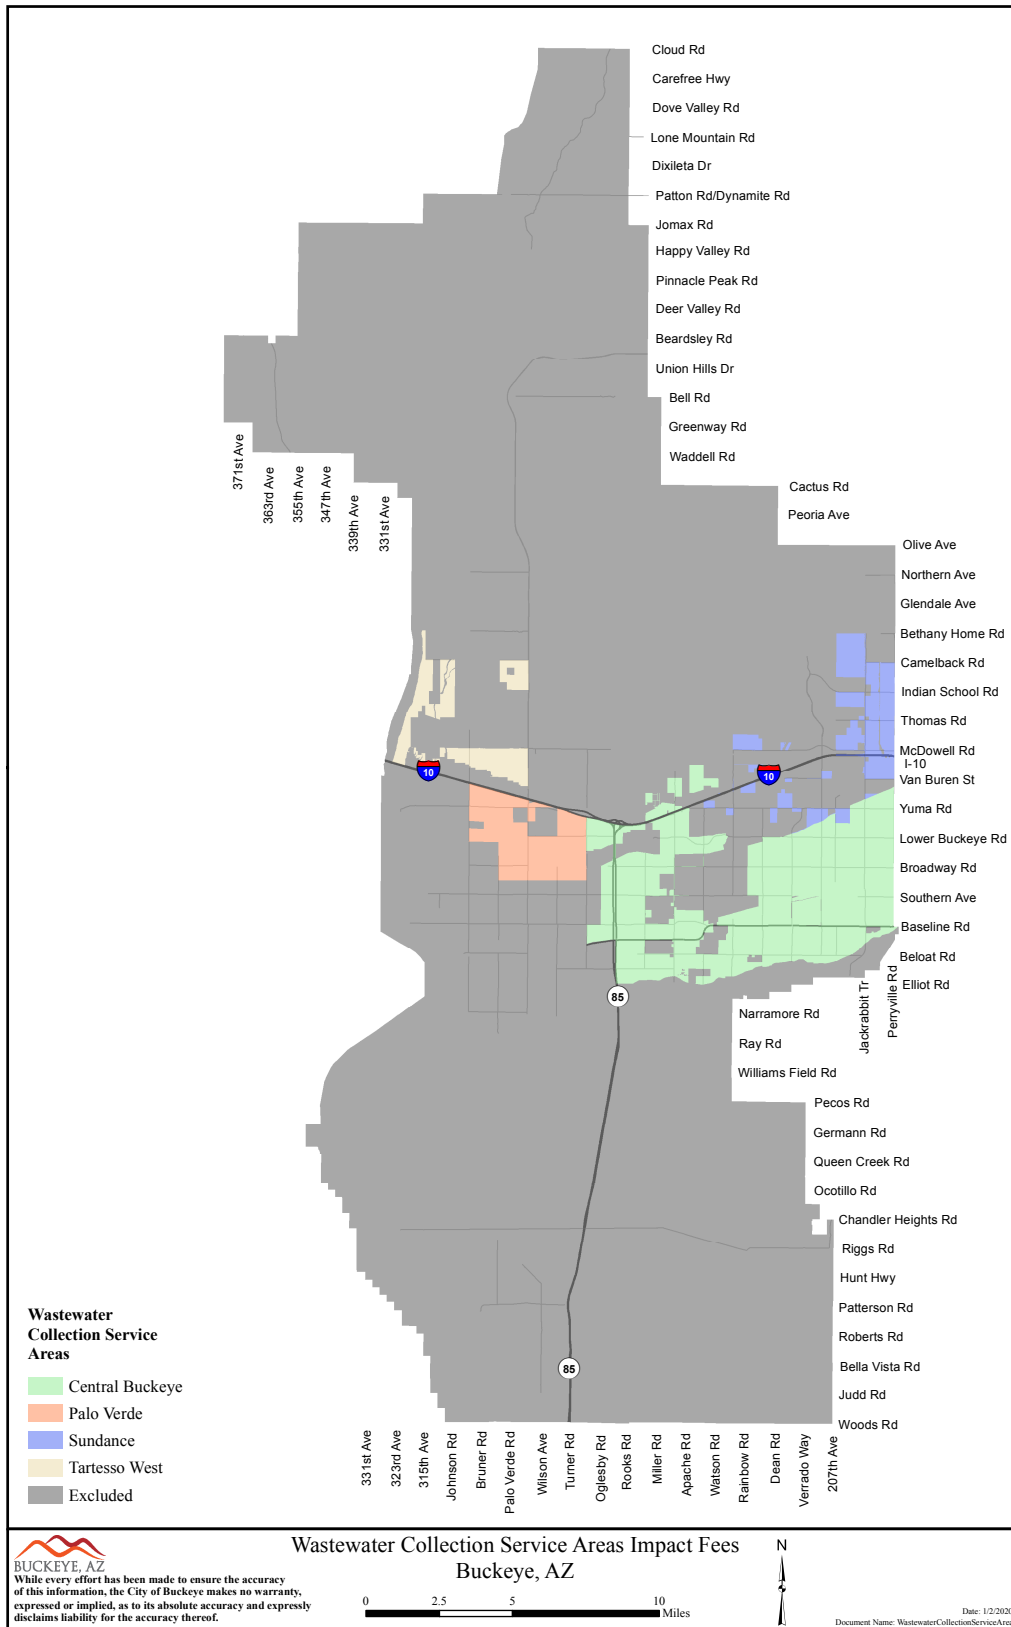 Cloud Rd
Carefree Hwy
Dove Valley Rd
Lone Mountain Rd
Dixileta Dr
Patton Rd/Dynamite Rd
Jomax Rd
Happy Valley Rd
Pinnacle Peak Rd
Deer Valley Rd
Beardsley Rd
Union Hills Dr
Bell Rd
Greenway Rd
Waddell Rd
Cactus Rd
Peoria Ave
371st Ave
363rd Ave
355th Ave
347th Ave
339th Ave
331st Ave
Olive Ave
Northern Ave
Glendale Ave
Bethany Home Rd
Camelback Rd
Indian School Rd
Thomas Rd
McDowell Rd
I-10
Van Buren St
10
10
Yuma Rd
Lower Buckeye Rd
Broadway Rd
Southern Ave
Baseline Rd
Beloat Rd
Elliot Rd
Jackrabbit Tr
Perryville Rd
85
Narramore Rd
Ray Rd
Williams Field Rd
Pecos Rd
Germann Rd
Queen Creek Rd
Ocotillo Rd
Chandler Heights Rd
Riggs Rd
Hunt Hwy
Patterson Rd
Roberts Rd
Bella Vista Rd
Judd Rd
Woods Rd
85
Wastewater
Collection Service
Areas
Central Buckeye
Palo Verde
Sundance
Tartesso West
Excluded
331st Ave
323rd Ave
315th Ave
Johnson Rd
Bruner Rd
Palo Verde Rd
Wilson Ave
Turner Rd
Oglesby Rd
Rooks Rd
Miller Rd
Apache Rd
Watson Rd
Rainbow Rd
Dean Rd
Verrado Way
207th Ave
BUCKEYE, AZ
While every effort has been made to ensure the accuracy
of this information, the City of Buckeye makes no warranty,
expressed or implied, as to its absolute accuracy and expressly
disclaims liability for the accuracy thereof.
Wastewater Collection Service Areas Impact Fees
Buckeye, AZ
0 2.5 5 10
Miles
N
Date: 1/2/2020
Document Name: WastewaterCollectionServiceArea